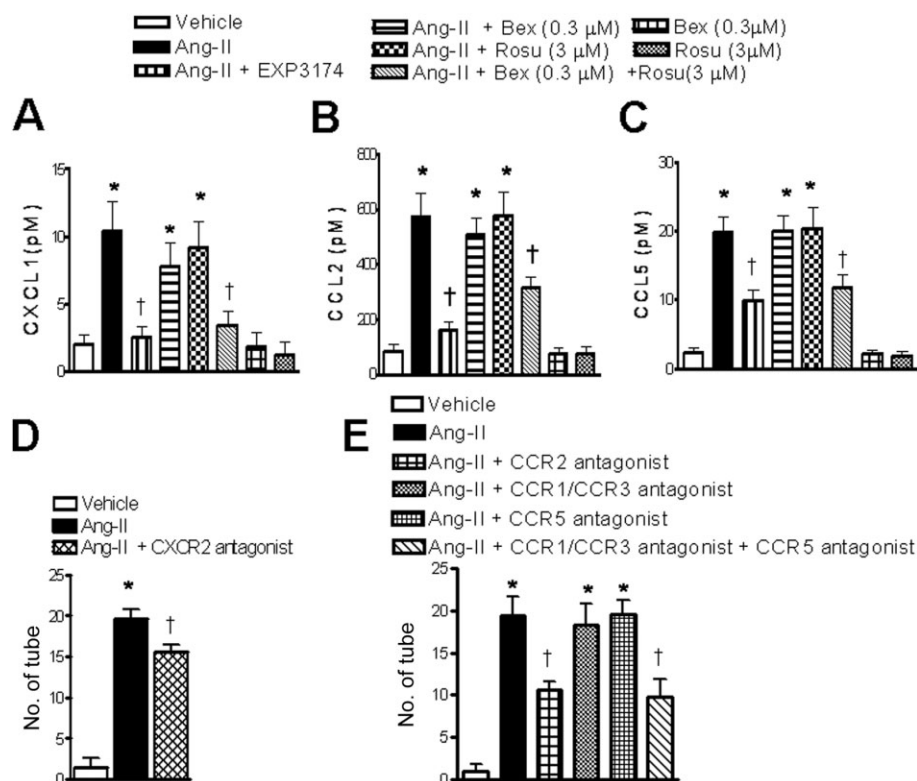 Vehicle
Ang-II
Ang-II + EXP3174
Ang-II + Bex (0.3 μM)
Ang-II + Rosu (3 μM)
Ang-II + Bex (0.3 μM) +Rosu(3 μM)
Bex (0.3μM)
Rosu (3μM)
A
CXCL1(pM)
15
10
5
0
*
†
*
*
†
B
CCL2 (pM)
800
600
400
200
0
*
†
*
*
†
C
CCL5 (pM)
30
20
10
0
*
†
*
*
†
D
Vehicle
Ang-II
Ang-II + CXCR2 antagonist
No. of tube
25
20
15
10
5
0
*
†
E
Vehicle
Ang-II
Ang-II + CCR2 antagonist
Ang-II + CCR1/CCR3 antagonist
Ang-II + CCR5 antagonist
Ang-II + CCR1/CCR3 antagonist + CCR5 antagonist
No. of tube
25
20
15
10
5
0
*
†
*
*
†